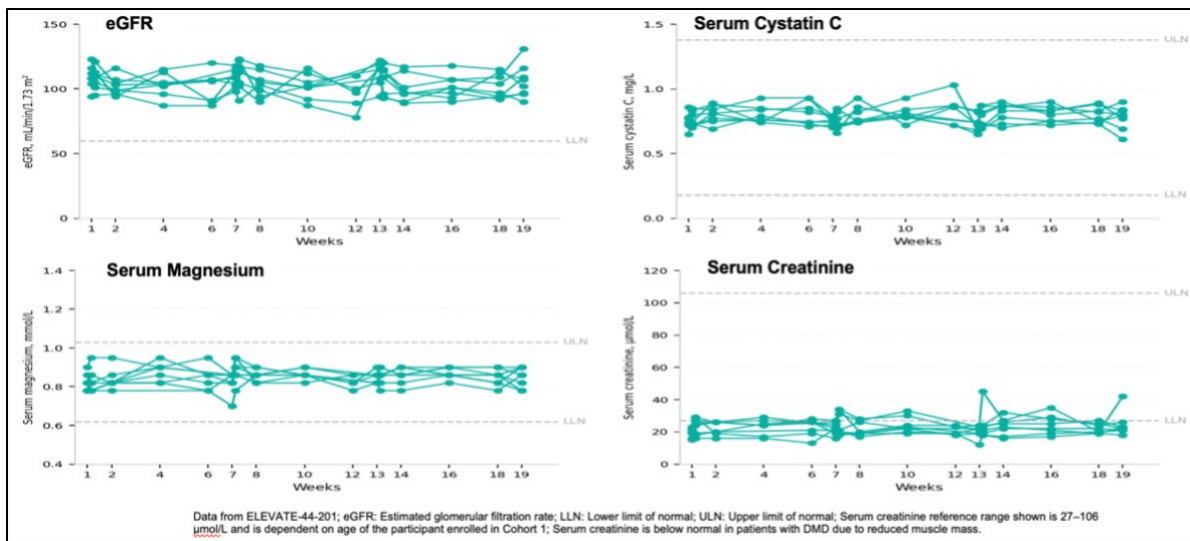 eGFR
150
100
50
0
eGFR, mL/min/1.73 m²
LLN
1 2 4 6 7 8 10 12 13 14 16 18 19
Weeks
Serum Cystatin C
1.5
1.0
0.5
0.0
Serum cystatin C, mg/L
ULN
LLN
1 2 4 6 7 8 10 12 13 14 16 18 19
Weeks
Serum Magnesium
1.4
1.2
1.0
0.8
0.6
0.4
Serum magnesium, mmol/L
ULN
LLN
1 2 4 6 7 8 10 12 13 14 16 18 19
Weeks
Serum Creatinine
120
100
80
60
40
20
0
Serum creatinine, µmol/L
ULN
LLN
1 2 4 6 7 8 10 12 13 14 16 18 19
Weeks
Data from ELEVATE-44-201; eGFR: Estimated glomerular filtration rate; LLN: Lower limit of normal; ULN: Upper limit of normal; Serum creatinine reference range shown is 27–106
µmol/L and is dependent on age of the participant enrolled in Cohort 1; Serum creatinine is below normal in patients with DMD due to reduced muscle mass.